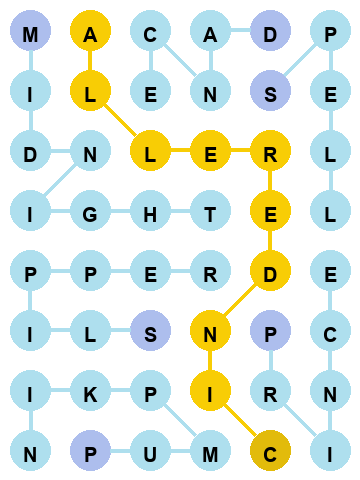 M A C A D P
I L E N S E
D N L E R L
I G H T E L
P P E R D E
I L S N P C
I K P I R N
N P U M C I